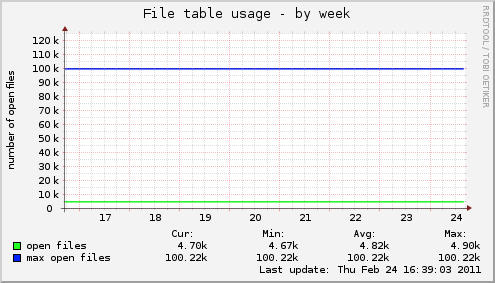 File table usage - by week
RRDTOOL / TOBI OETIKER
number of open files
120 k
110 k
100 k
90 k
80 k
70 k
60 k
50 k
40 k
30 k
20 k
10 k
0
17 18 19 20 21 22 23 24
Cur: Min: Avg: Max:
open files 4.70k 4.67k 4.82k 4.90k
max open files 100.22k 100.22k 100.22k 100.22k
Last update: Thu Feb 24 16:39:03 2011